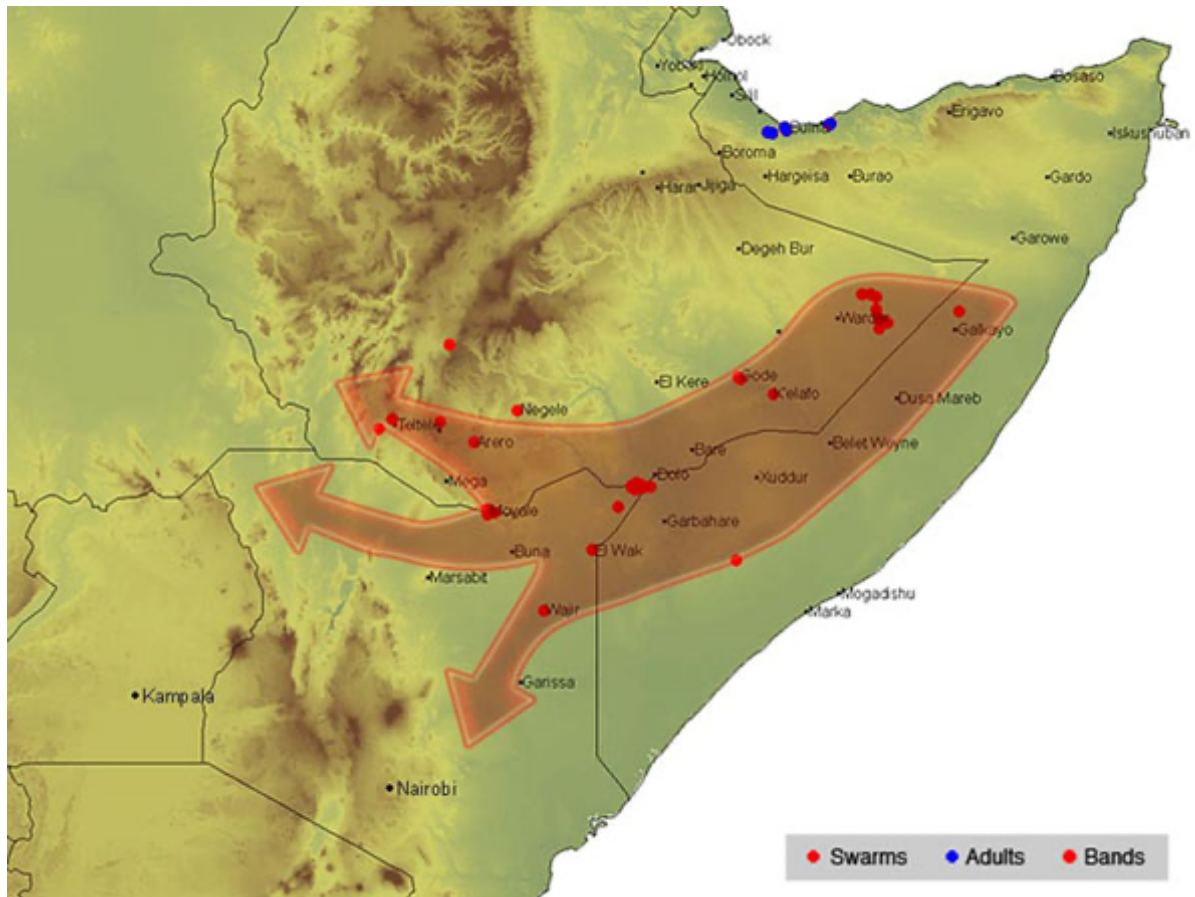 Obock
Yoboki
Holhol
Silil
Bosaso
Bulhar
Erigavo
Iskushuban
Boroma
Hargeisa
Burao
Gardo
Harar
Jijiga
Garowe
Degeh Bur
Warder
Galkayo
Gode
El Kere
Kelafo
Dusa Mareb
Negele
Teltele
Arero
Belet Weyne
Bare
Mega
Dolo
Xuddur
Moyale
Garbahare
Buna
El Wak
Marsabit
Mogadishu
Wajir
Marka
Garissa
Kampala
Nairobi
Swarms Adults Bands